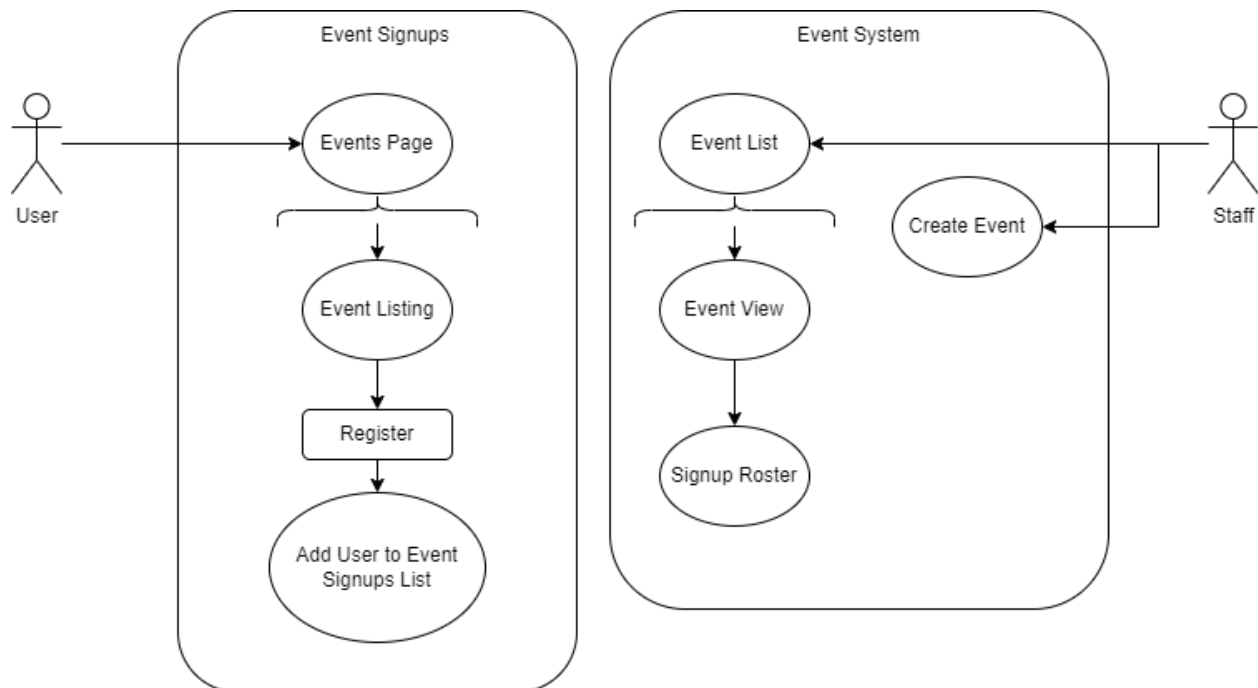 Event Signups
Event System
User
Staff
Events Page
Event List
Create Event
Event Listing
Event View
Register
Signup Roster
Add User to Event
Signups List